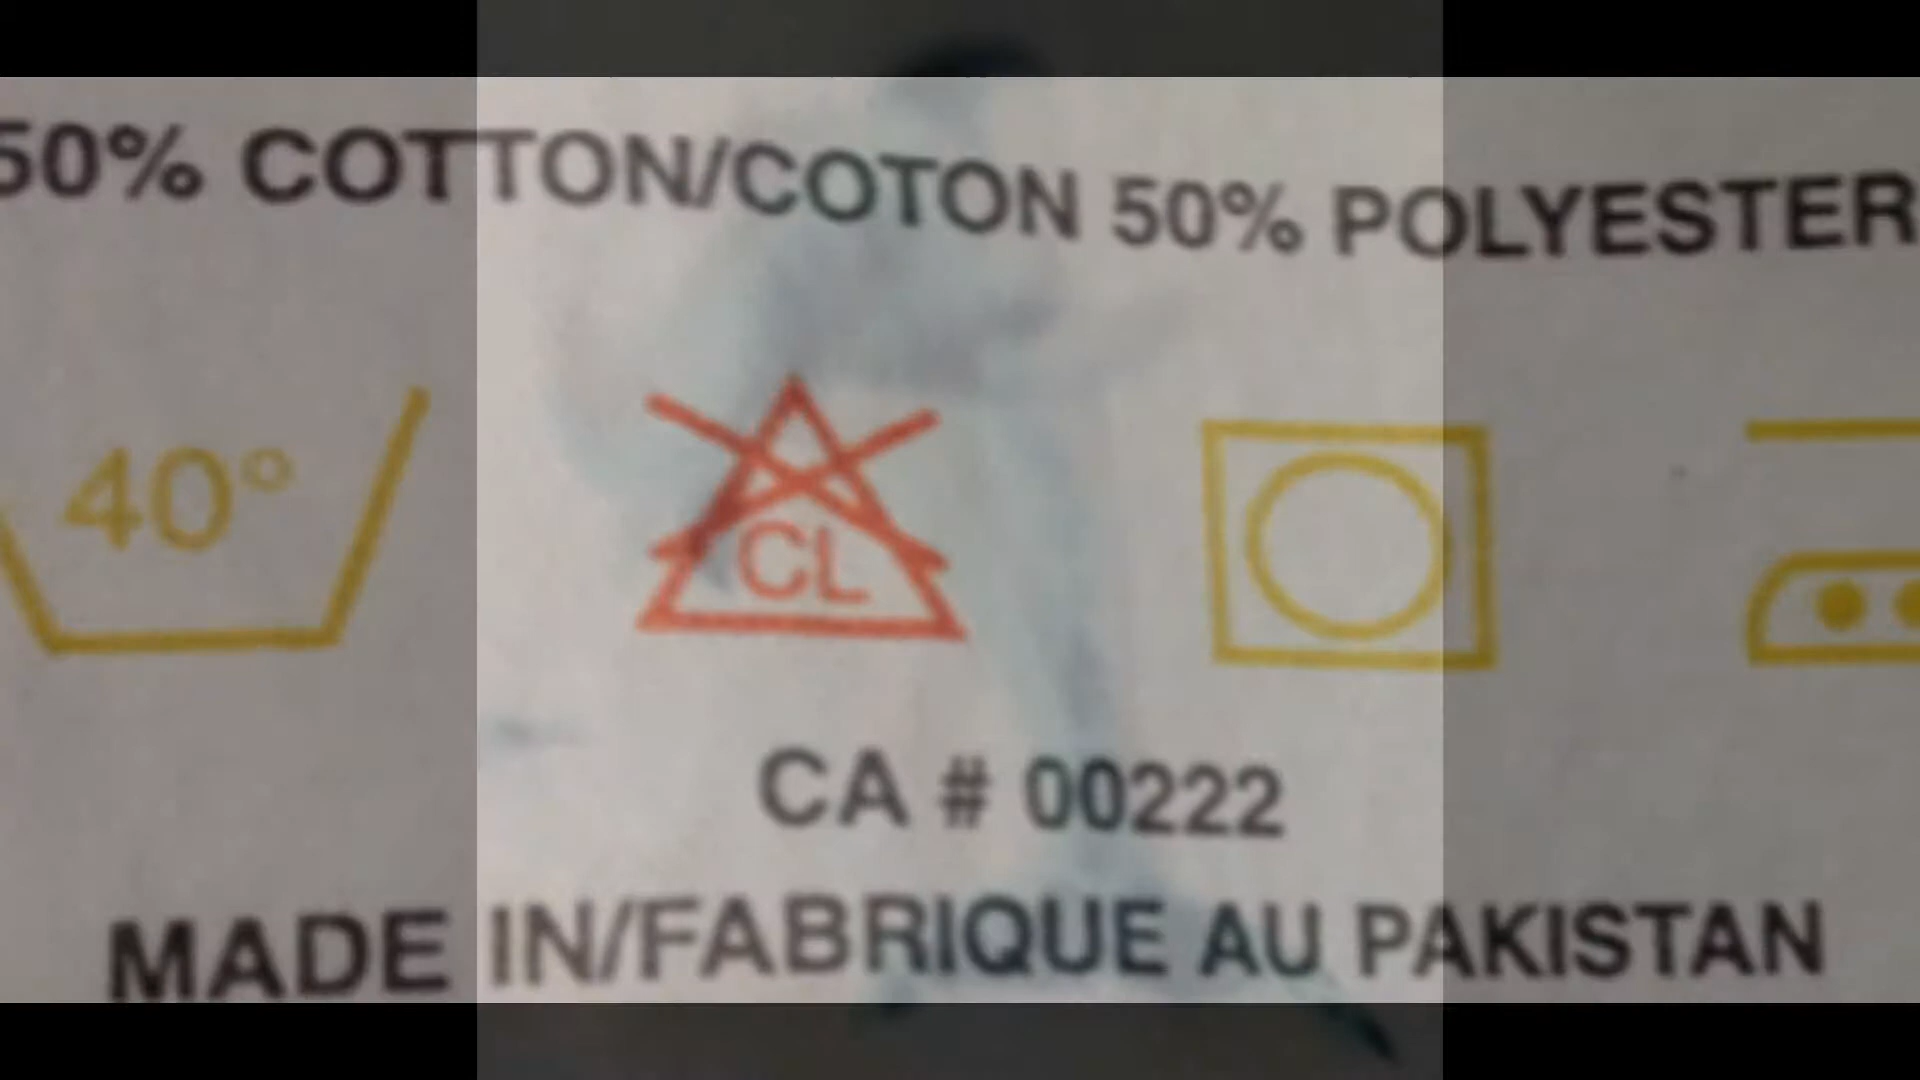 50% COTTON/COTON 50% POLYESTER
40°
CL
CA # 00222
MADE IN/FABRIQUE AU PAKISTAN